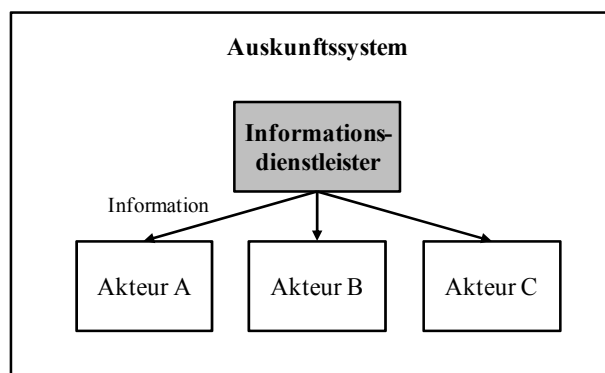 Auskunftssystem
Informations-
dienstleister
Information
Akteur A
Akteur B
Akteur C